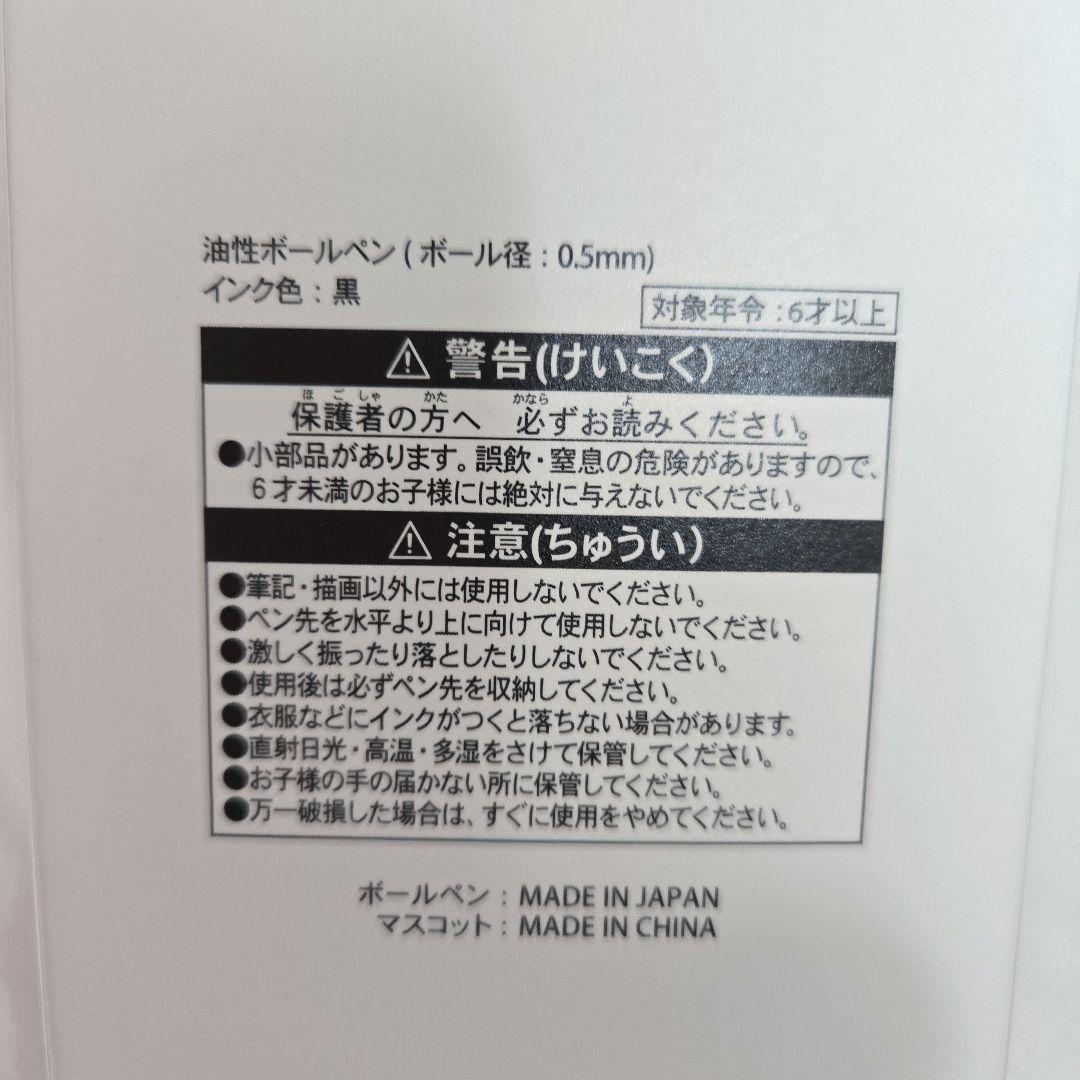 油性ボールペン ( ボール径 : 0.5mm)
インク色 : 黒
対象年令 : 6才以上
⚠ 警告(けいこく)
ほごしゃ かた かなら よ
保護者の方へ 必ずお読みください。
●小部品があります。誤飲・窒息の危険がありますので、
6才未満のお子様には絶対に与えないでください。
⚠ 注意(ちゅうい)
●筆記・描画以外には使用しないでください。
●ペン先を水平より上に向けて使用しないでください。
●激しく振ったり落としたりしないでください。
●使用後は必ずペン先を収納してください。
●衣服などにインクがつくと落ちない場合があります。
●直射日光・高温・多湿をさけて保管してください。
●お子様の手の届かない所に保管してください。
●万一破損した場合は、すぐに使用をやめてください。
ボールペン : MADE IN JAPAN
マスコット : MADE IN CHINA